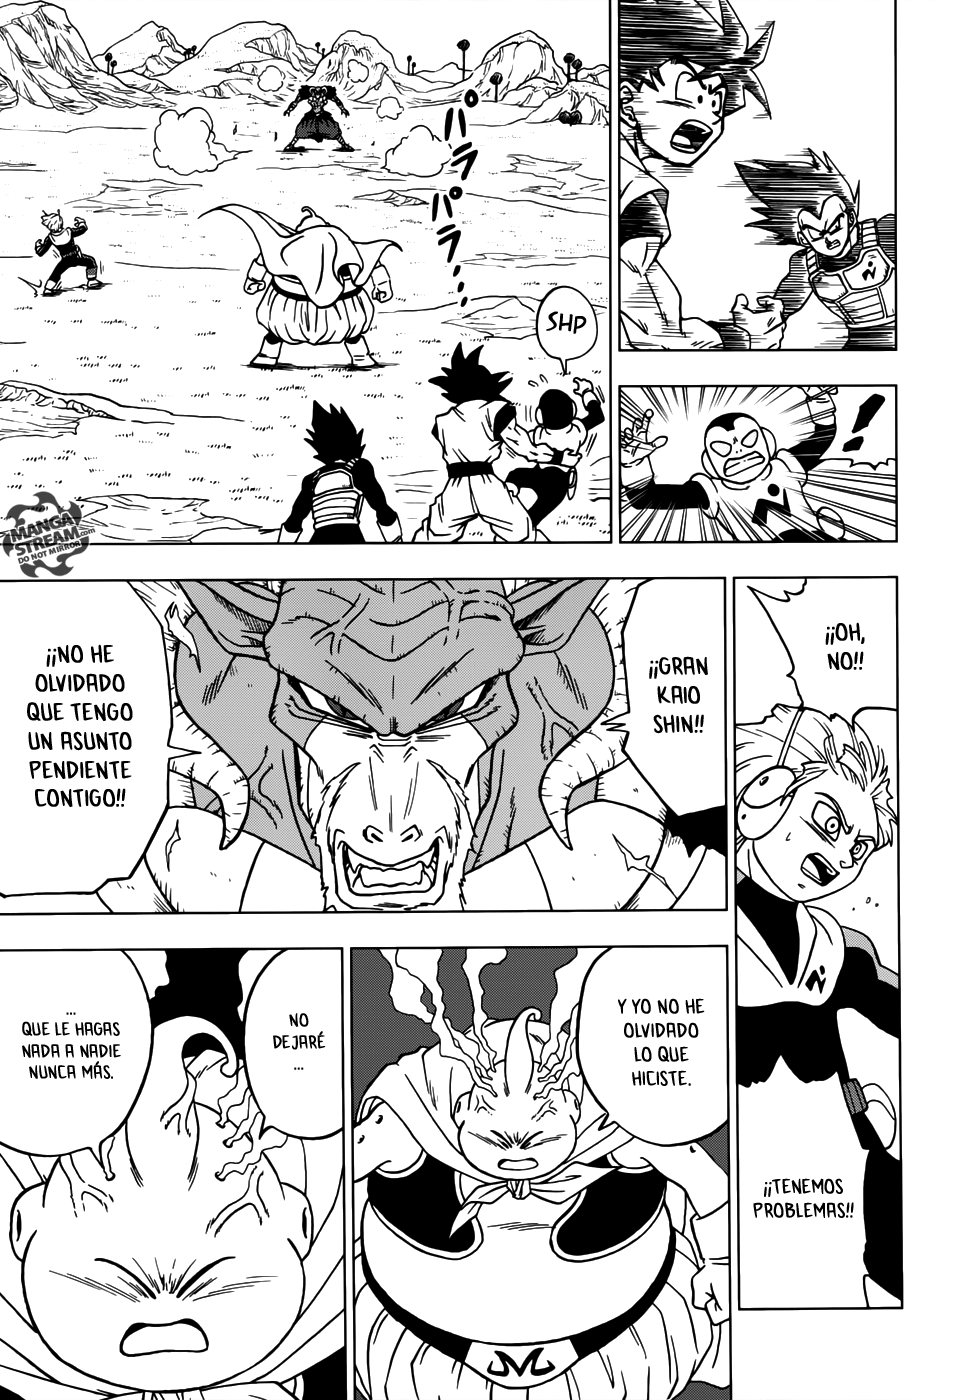 SHP
パラパラ…
!
¡¡OH,
NO!!
¡¡TENEMOS
PROBLEMAS!!
¡¡GRAN
KAIO
SHIN!!
¡¡NO HE
OLVIDADO
QUE TENGO
UN ASUNTO
PENDIENTE
CONTIGO!!
Y YO NO HE
OLVIDADO
LO QUE
HICISTE.
NO
DEJARÉ
...
...
QUE LE HAGAS
NADA A NADIE
NUNCA MÁS.
M
MANGA
STREAM.com
DO NOT MIRROR